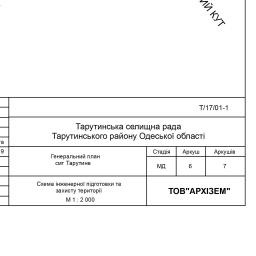 ИЙ КУТ
Т/17/01-1
Тарутинська селищна рада
Тарутинського району Одеської області
9
Генеральний план
смт Тарутине
Стадія Аркуш Аркушів
МД 6 7
Схема інженерної підготовки та
захисту території
М 1 : 2 000
ТОВ"АРХІЗЕМ"